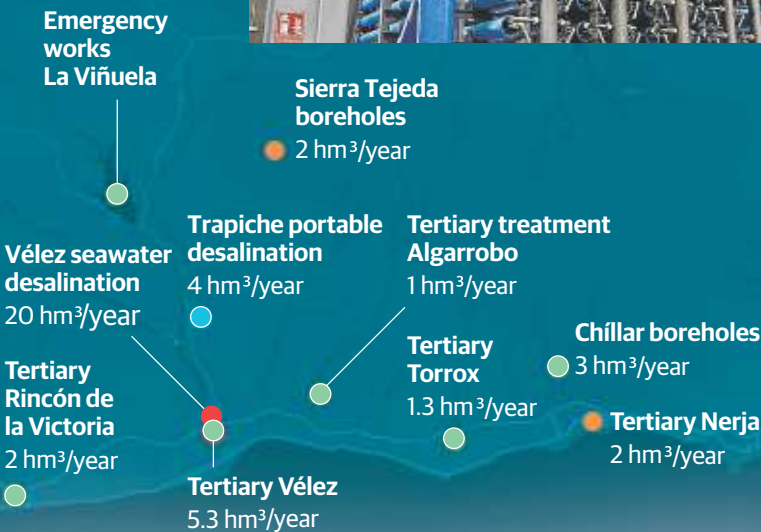 Emergency
works
La Viñuela
Sierra Tejeda
boreholes
2 hm³/year
Trapiche portable
desalination
4 hm³/year
Tertiary treatment
Algarrobo
1 hm³/year
Vélez seawater
desalination
20 hm³/year
Tertiary
Rincón de
la Victoria
2 hm³/year
Tertiary Vélez
5.3 hm³/year
Tertiary
Torrox
1.3 hm³/year
Chíllar boreholes
3 hm³/year
Tertiary Nerja
2 hm³/year